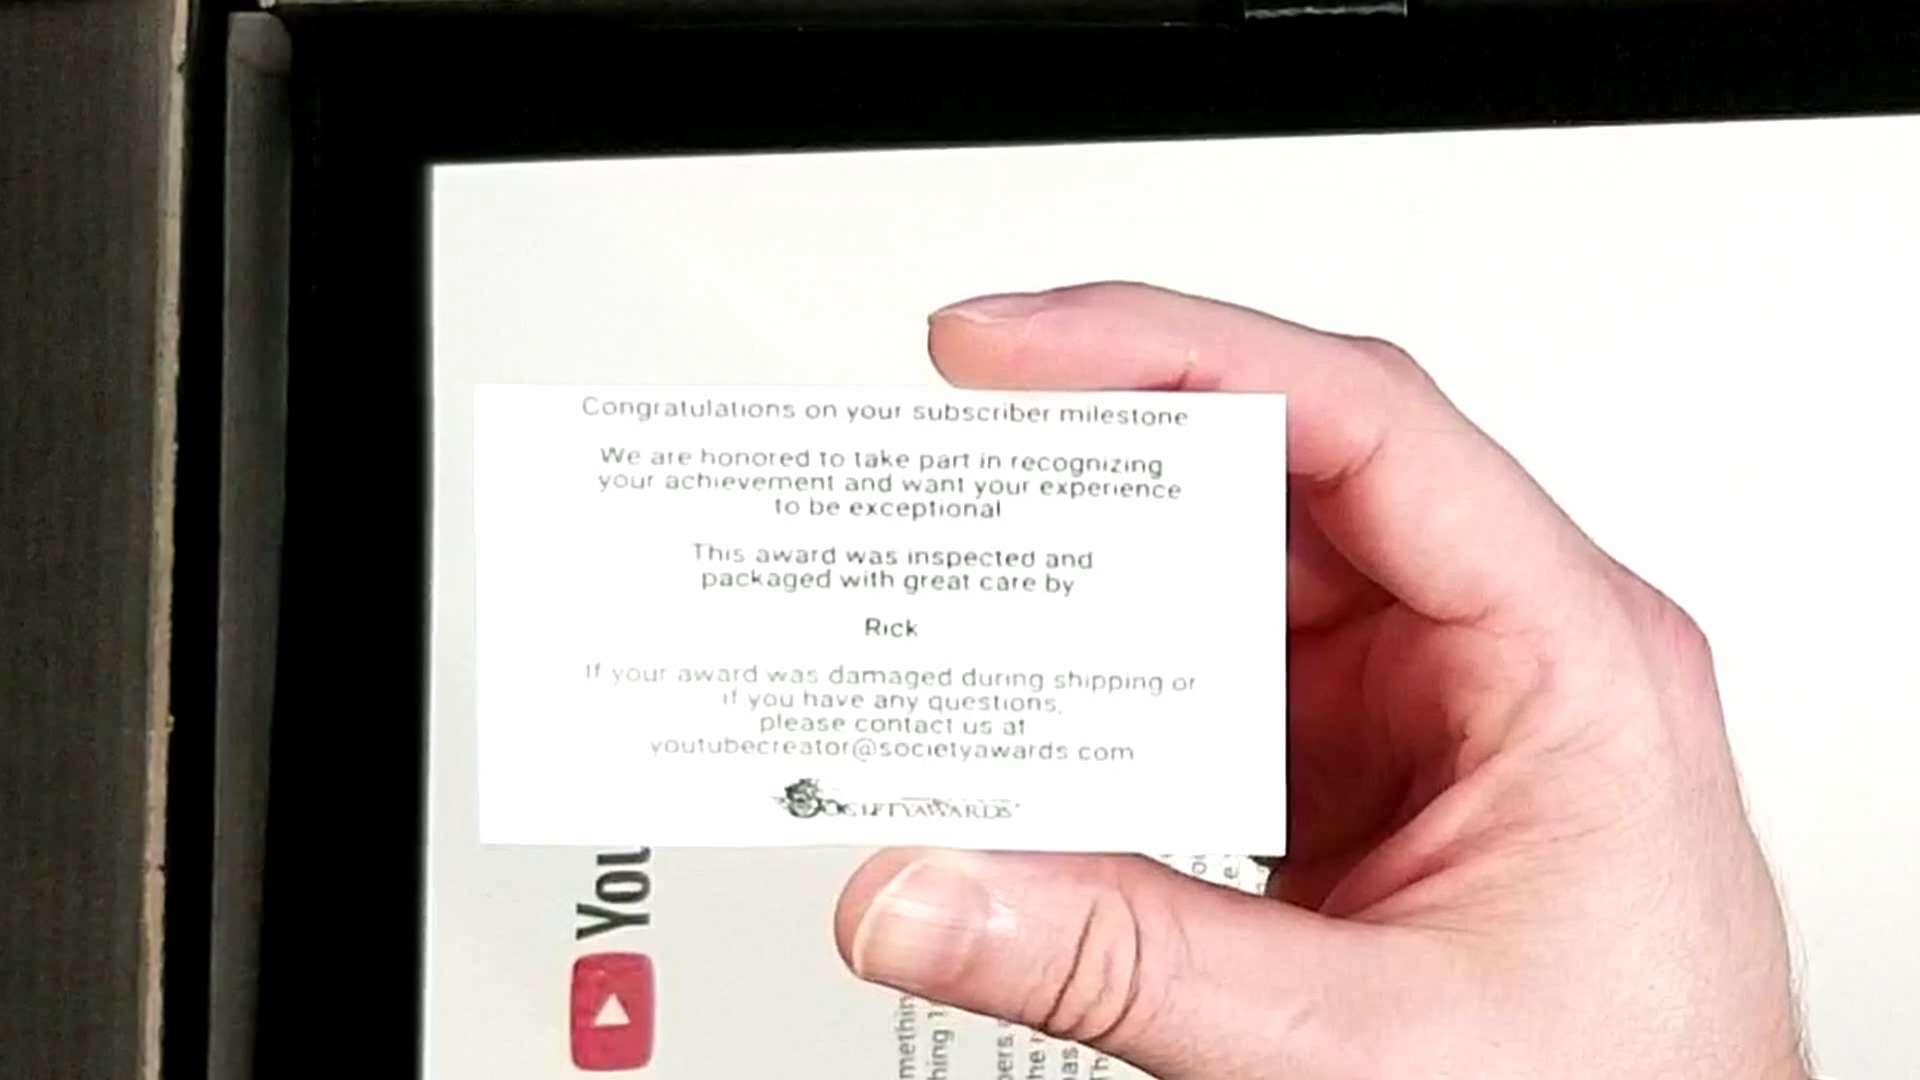 Congratulations on your subscriber milestone
We are honored to take part in recognizing
your achievement and want your experience
to be exceptional
This award was inspected and
packaged with great care by
Rick
If your award was damaged during shipping or
if you have any questions,
please contact us at
youtubecreator@societyawards.com
SOCIETYAWARDS
You